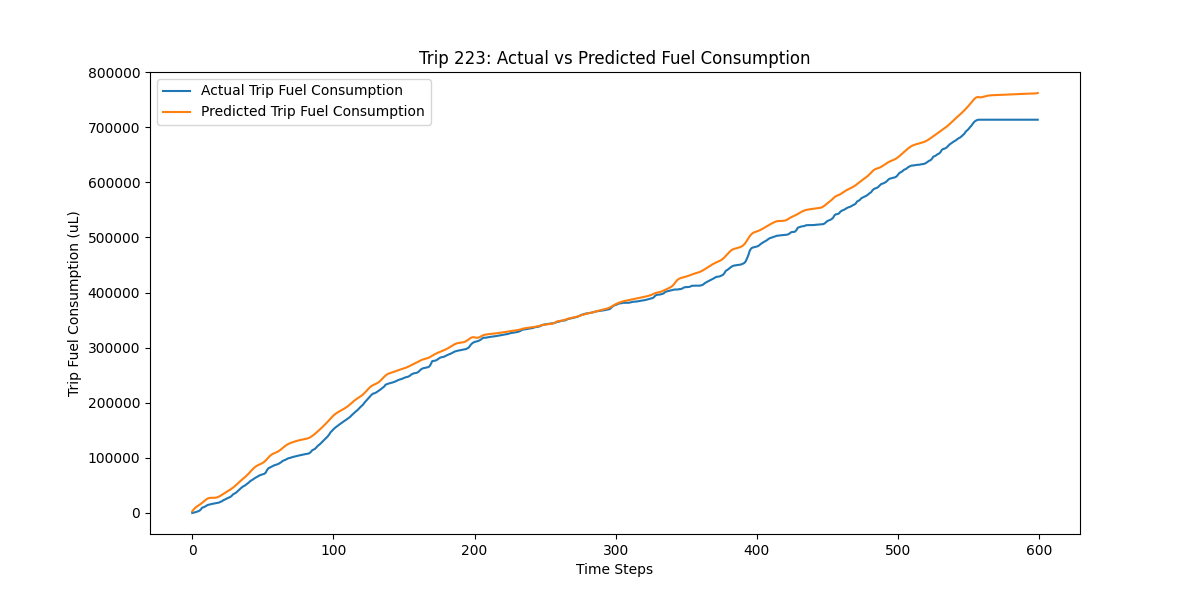 Trip 223: Actual vs Predicted Fuel Consumption
Actual Trip Fuel Consumption
Predicted Trip Fuel Consumption
Trip Fuel Consumption (uL)
800000
700000
600000
500000
400000
300000
200000
100000
0
0 100 200 300 400 500 600
Time Steps